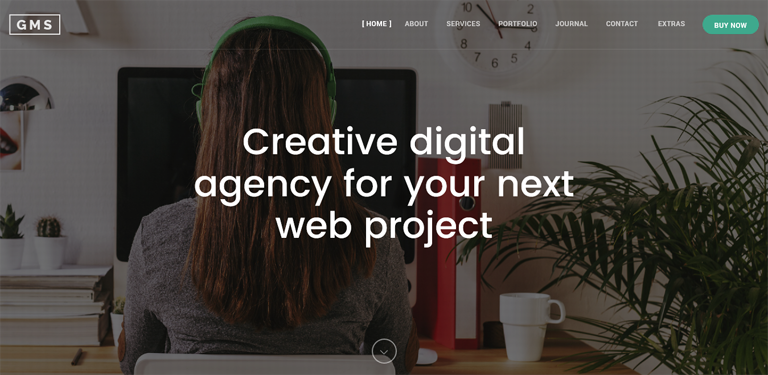 GMS
[ HOME ] ABOUT SERVICES PORTFOLIO JOURNAL CONTACT EXTRAS BUY NOW
Creative digital
agency for your next
web project